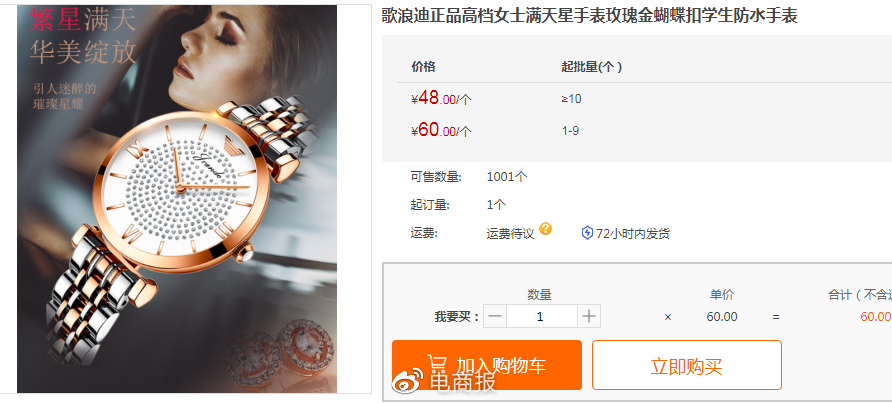 繁星满天
华美绽放
引人迷醉的
璀璨星耀
歌浪迪正品高档女士满天星手表玫瑰金蝴蝶扣学生防水手表
价格
起批量(个)
¥48.00/个
≥10
¥60.00/个
1-9
可售数量:
1001个
起订量:
1个
运费:
运费待议
?
72小时内发货
数量
单价
合计(不含运
我要买:
1
×
60.00
=
60.00
加入购物车
立即购买
电商报